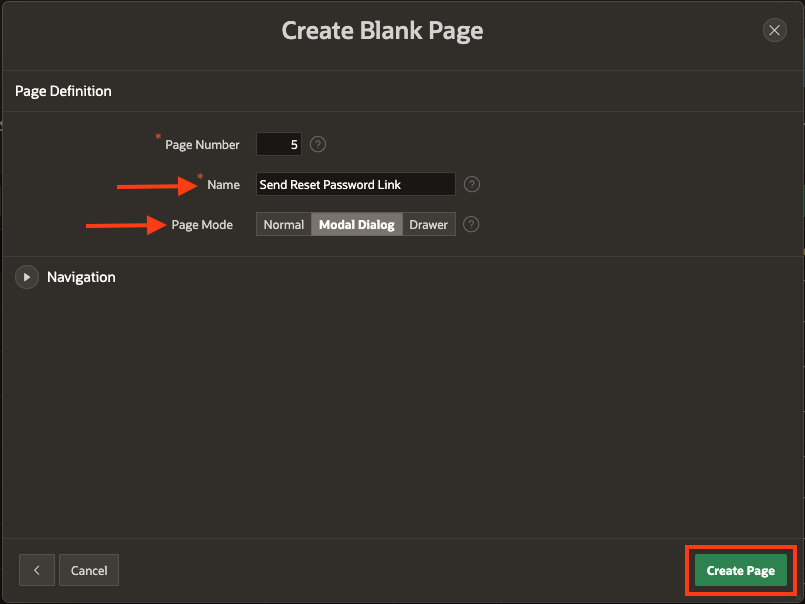 Create Blank Page
Page Definition
* Page Number 5 ?
* Name Send Reset Password Link ?
Page Mode Normal Modal Dialog Drawer ?
Navigation
Cancel Create Page